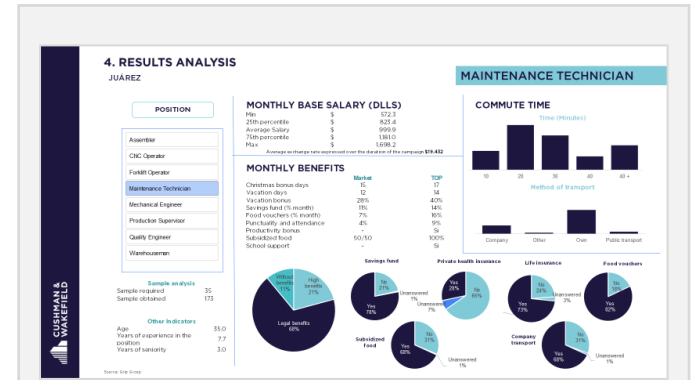 4. RESULTS ANALYSIS
JUÁREZ
MAINTENANCE TECHNICIAN
POSITION
Assembler
CNC Operator
Forklift Operator
Maintenance Technician
Mechanical Engineer
Production Supervisor
Quality Engineer
Warehouseman
Sample analysis
Sample required 35
Sample obtained 173
Other Indicators
Age 35.0
Years of experience in the position 7.7
Years of seniority 3.0
MONTHLY BASE SALARY (DLLS)
Min $ 572.3
25th percentile $ 823.4
Average Salary $ 999.9
75th percentile $ 1,161.0
Max $ 1,698.2
Average exchange rate expressed over the duration of the campaign $19.432
MONTHLY BENEFITS
Market TOP
Christmas bonus days 15 17
Vacation days 12 14
Vacation bonus 28% 40%
Savings fund (% month) 11% 14%
Food vouchers (% month) 7% 16%
Punctuality and attendance 4% 9%
Productivity bonus - Si
Subsidized food 50/50 100%
School support - Si
COMMUTE TIME
Time (Minutes)
10 20 30 40 40 +
Method of transport
Company Other Own Public transport
Without benefits 11%
High benefits 21%
Legal benefits 68%
Savings fund
No 21%
Unanswered 1%
Yes 78%
Private health insurance
Yes 28%
No 65%
Unanswered 7%
Life insurance
No 24%
Unanswered 3%
Yes 73%
Food vouchers
No 18%
Yes 82%
Subsidized food
No 31%
Yes 68%
Unanswered 1%
Company transport
No 31%
Yes 68%
Unanswered 1%
CUSHMAN & WAKEFIELD